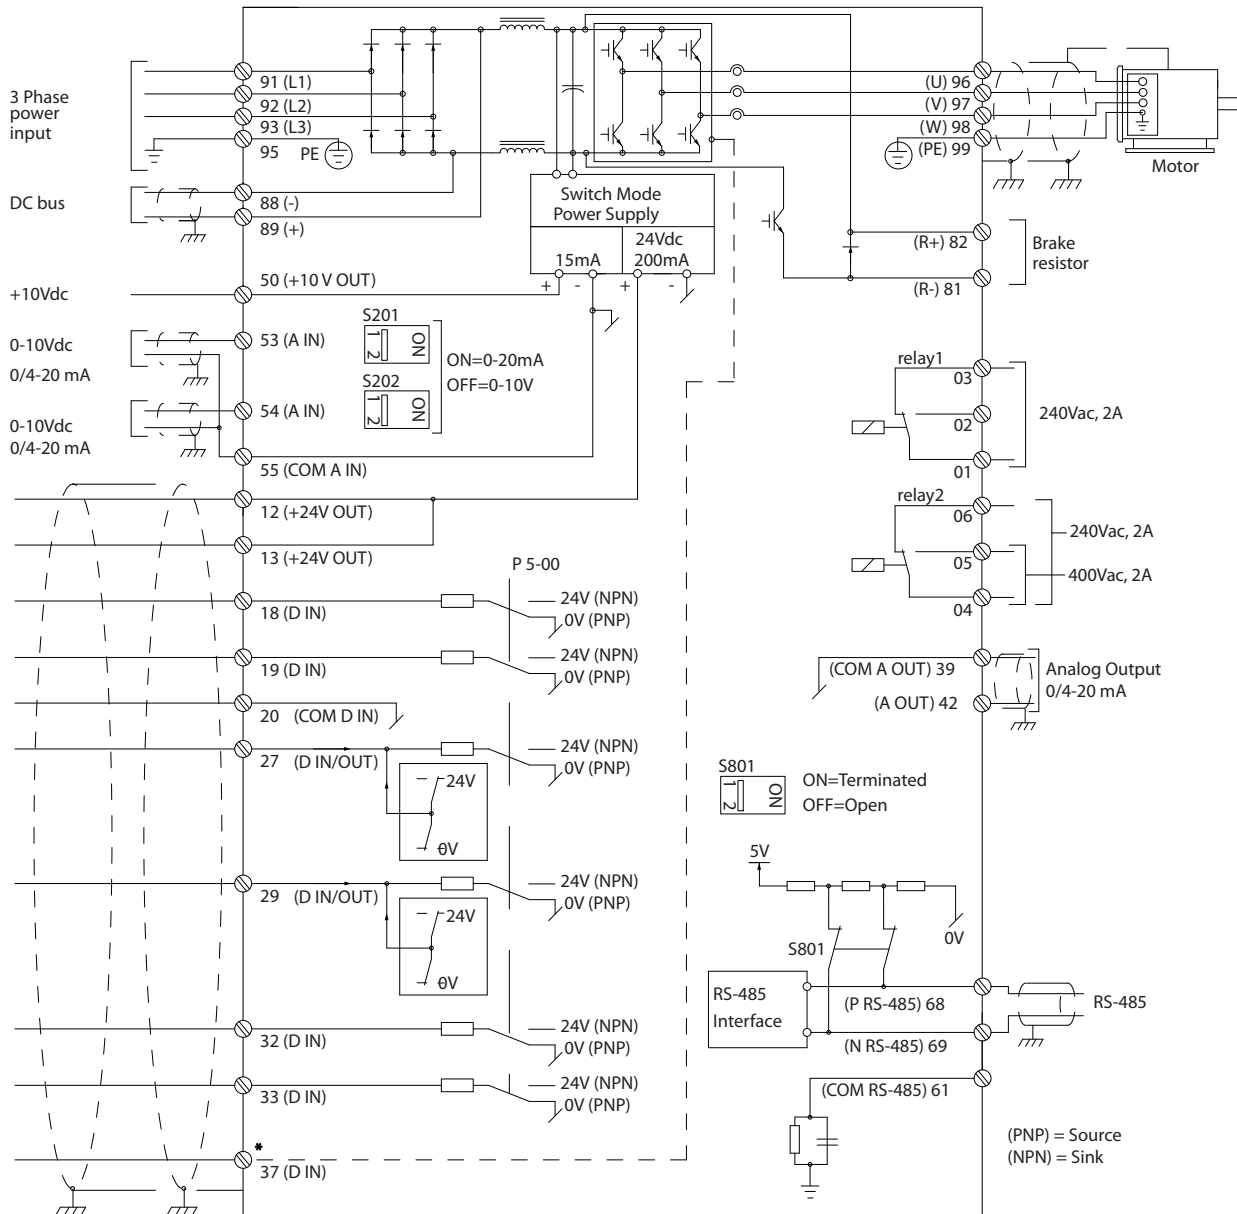 3 Phase
power
input
91 (L1)
92 (L2)
93 (L3)
95
PE
DC bus
88 (-)
89 (+)
+10Vdc
50 (+10 V OUT)
0-10Vdc
0/4-20 mA
53 (A IN)
0-10Vdc
0/4-20 mA
54 (A IN)
55 (COM A IN)
12 (+24V OUT)
13 (+24V OUT)
18 (D IN)
19 (D IN)
20 (COM D IN)
27 (D IN/OUT)
29 (D IN/OUT)
32 (D IN)
33 (D IN)
*
37 (D IN)
Switch Mode
Power Supply
15mA
24Vdc
200mA
+ - + -
S201
1 2 ON
S202
1 2 ON
ON=0-20mA
OFF=0-10V
P 5-00
24V (NPN)
0V (PNP)
24V (NPN)
0V (PNP)
24V (NPN)
0V (PNP)
24V
0V
24V (NPN)
0V (PNP)
24V
0V
24V (NPN)
0V (PNP)
24V (NPN)
0V (PNP)
(U) 96
(V) 97
(W) 98
(PE) 99
Motor
(R+) 82
(R-) 81
Brake
resistor
relay1
03
02
01
240Vac, 2A
relay2
06
05
04
240Vac, 2A
400Vac, 2A
(COM A OUT) 39
(A OUT) 42
Analog Output
0/4-20 mA
S801
1 2 ON
ON=Terminated
OFF=Open
5V
0V
S801
RS-485
Interface
(P RS-485) 68
(N RS-485) 69
(COM RS-485) 61
RS-485
(PNP) = Source
(NPN) = Sink